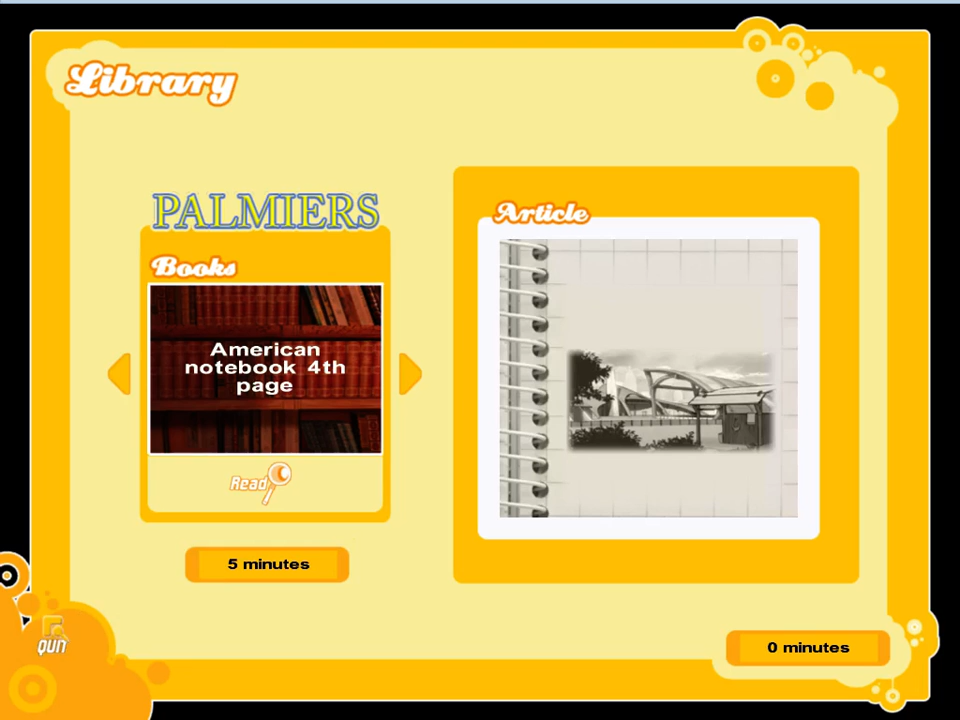 Library
PALMIERS
Books
American
notebook 4th
page
Read
5 minutes
Article
QUIT
0 minutes